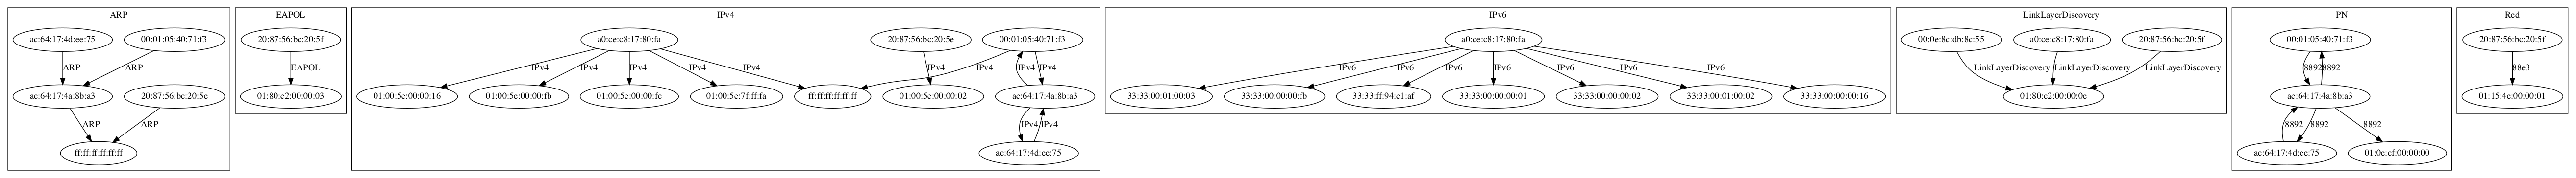 ARP
ac:64:17:4d:ee:75
00:01:05:40:71:f3
ARP
ARP
ac:64:17:4a:8b:a3
20:87:56:bc:20:5e
ARP
ARP
ff:ff:ff:ff:ff:ff
EAPOL
20:87:56:bc:20:5f
EAPOL
01:80:c2:00:00:03
IPv4
a0:ce:c8:17:80:fa
20:87:56:bc:20:5e
00:01:05:40:71:f3
IPv4
IPv4
IPv4
IPv4
IPv4
IPv4
IPv4
IPv4
IPv4
01:00:5e:00:00:16
01:00:5e:00:00:fb
01:00:5e:00:00:fc
01:00:5e:7f:ff:fa
ff:ff:ff:ff:ff:ff
01:00:5e:00:00:02
ac:64:17:4a:8b:a3
IPv4
IPv4
ac:64:17:4d:ee:75
IPv6
a0:ce:c8:17:80:fa
IPv6
IPv6
IPv6
IPv6
IPv6
IPv6
IPv6
33:33:00:01:00:03
33:33:00:00:00:fb
33:33:ff:94:c1:af
33:33:00:00:00:01
33:33:00:00:00:02
33:33:00:01:00:02
33:33:00:00:00:16
LinkLayerDiscovery
00:0e:8c:db:8c:55
a0:ce:c8:17:80:fa
20:87:56:bc:20:5f
LinkLayerDiscovery
LinkLayerDiscovery
LinkLayerDiscovery
01:80:c2:00:00:0e
PN
00:01:05:40:71:f3
8892
8892
ac:64:17:4a:8b:a3
8892
8892
8892
ac:64:17:4d:ee:75
01:0e:cf:00:00:00
Red
20:87:56:bc:20:5f
88e3
01:15:4e:00:00:01